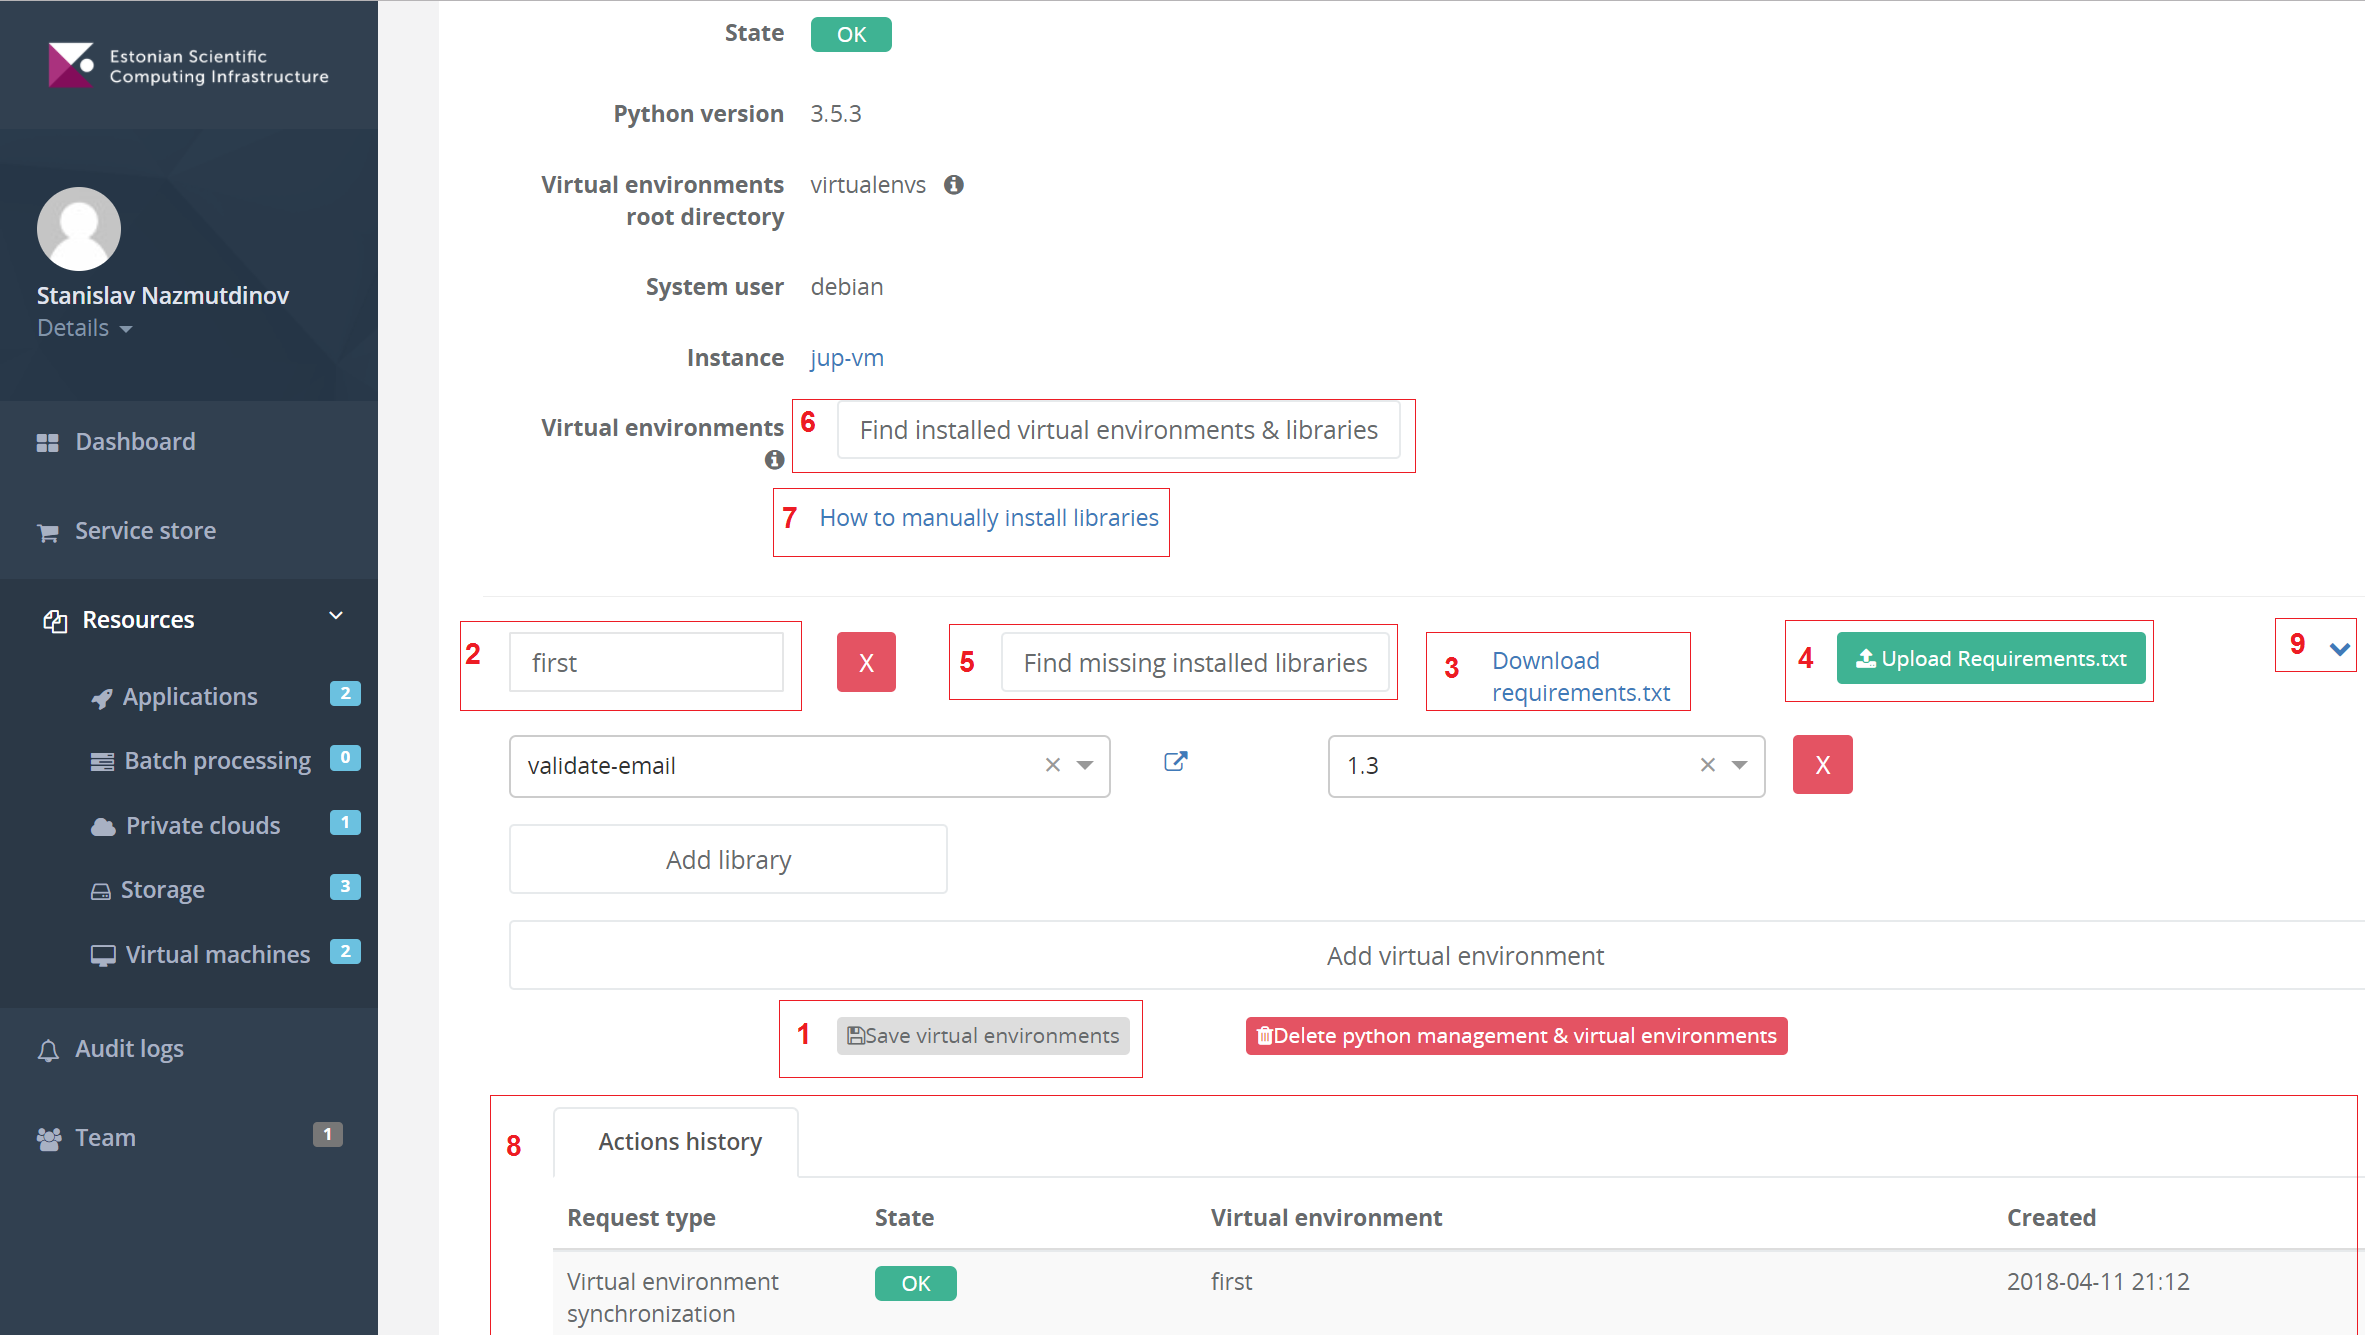 Estonian Scientific
Computing Infrastructure
Stanislav Nazmutdinov
Details
Dashboard
Service store
Resources
Applications 2
Batch processing 0
Private clouds 1
Storage 3
Virtual machines 2
Audit logs
Team 1
State OK
Python version 3.5.3
Virtual environments root directory virtualenvs
System user debian
Instance jup-vm
Virtual environments 6 Find installed virtual environments & libraries
7 How to manually install libraries
2 first X 5 Find missing installed libraries 3 Download requirements.txt 4 Upload Requirements.txt 9
validate-email × 1.3 × X
Add library
Add virtual environment
1 Save virtual environments Delete python management & virtual environments
8 Actions history
Request type State Virtual environment Created
Virtual environment synchronization OK first 2018-04-11 21:12